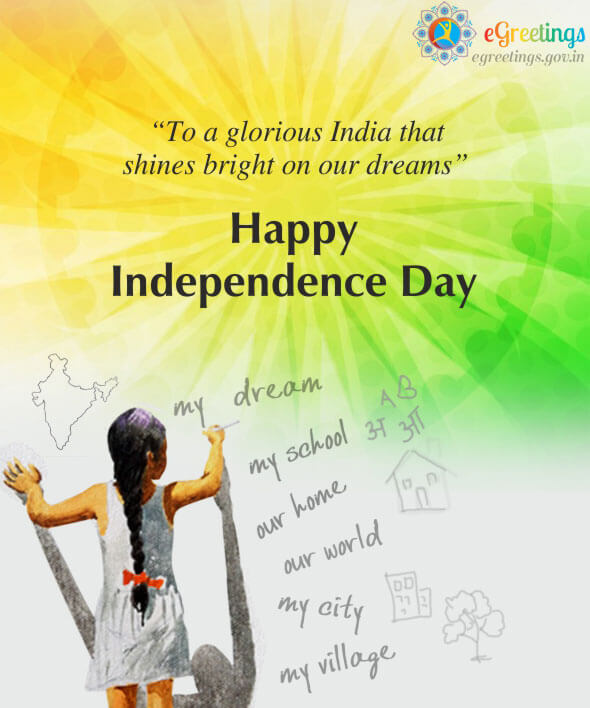 eGreetings
egreetings.gov.in
“To a glorious India that
shines bright on our dreams”
Happy
Independence Day
my dream
A B
my school
अ आ
our home
our world
my city
my village